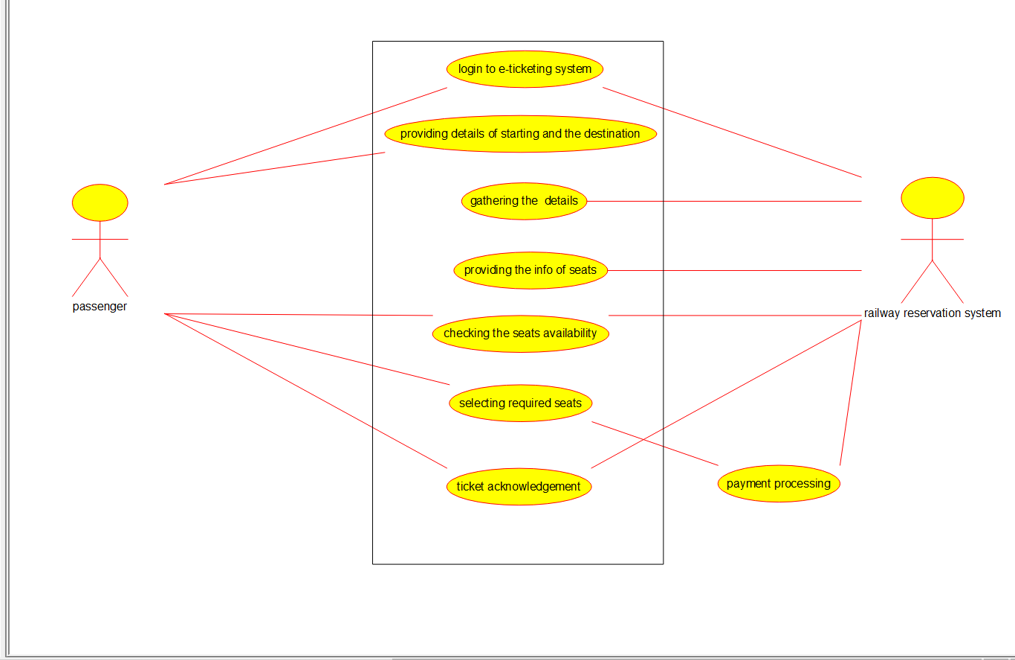 login to e-ticketing system
providing details of starting and the destination
gathering the  details
providing the info of seats
passenger
railway reservation system
checking the seats availability
selecting required seats
ticket acknowledgement
payment processing